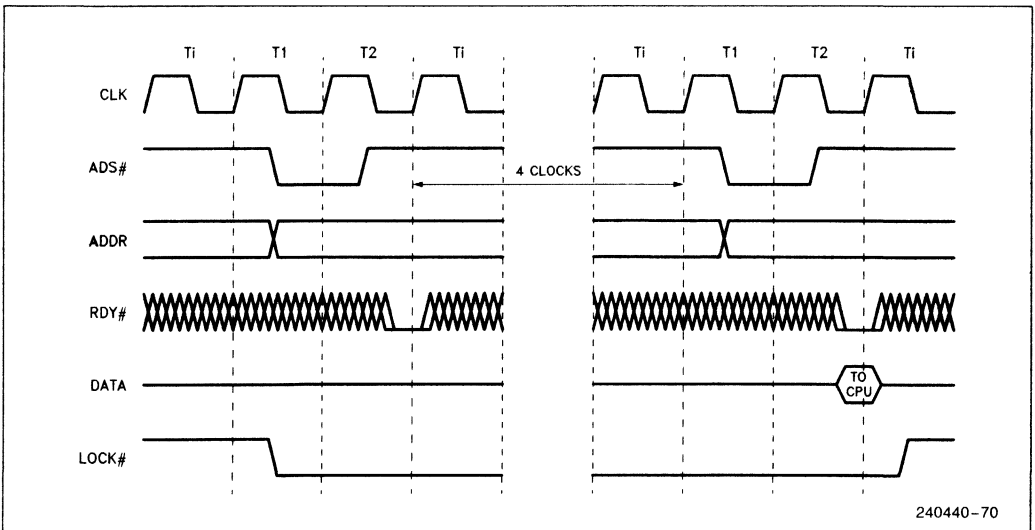 Ti T1 T2 Ti Ti T1 T2 Ti
CLK
ADS#
4 CLOCKS
ADDR
RDY#
DATA
TO
CPU
LOCK#
240440-70